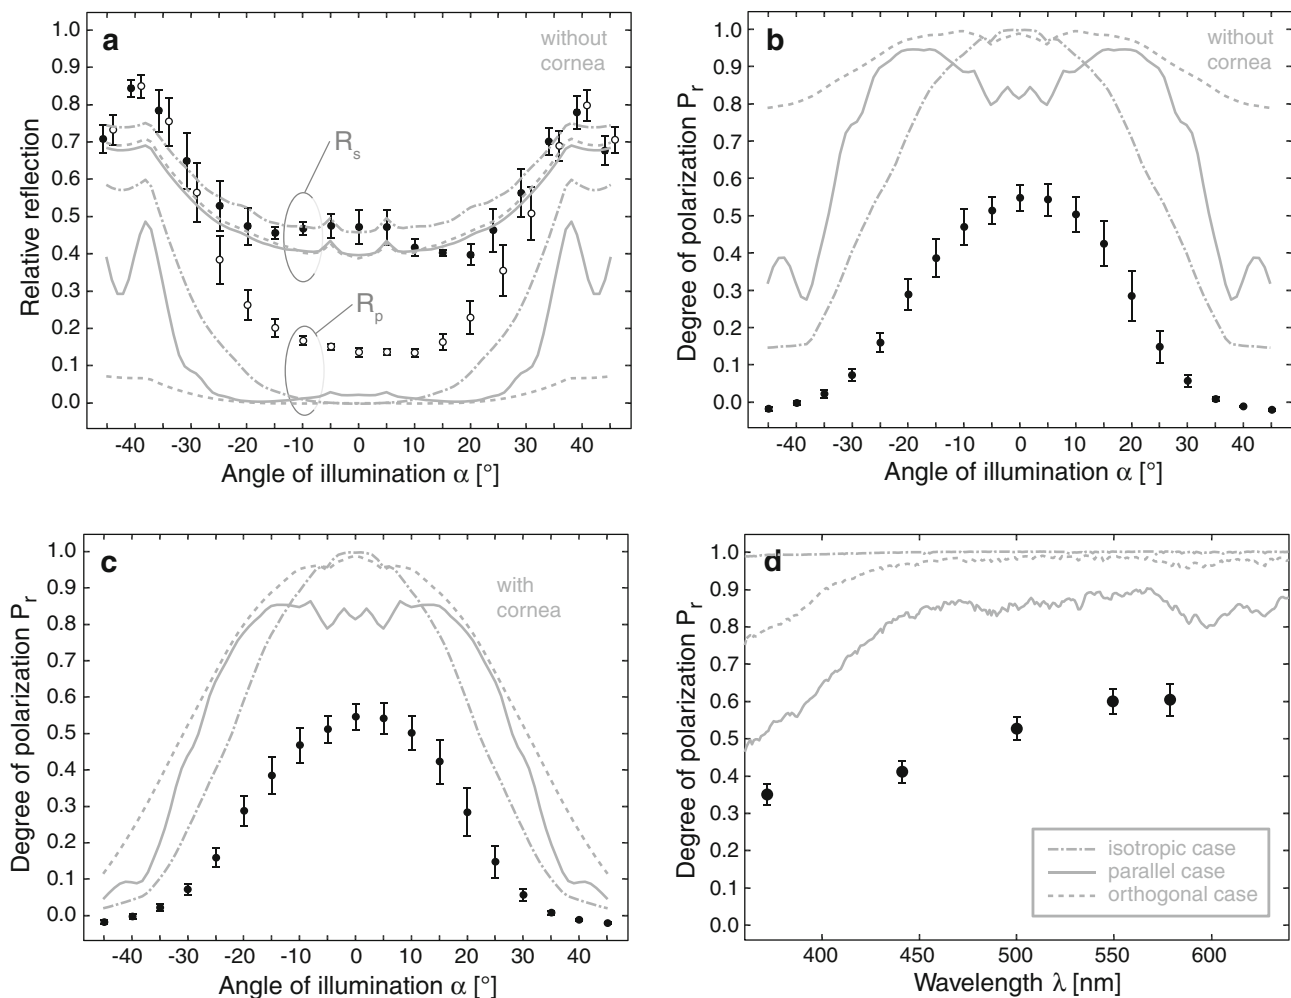 a
without
cornea
1.0
0.9
0.8
0.7
0.6
0.5
0.4
0.3
0.2
0.1
0.0
Relative reflection
Rs
Rp
-40 -30 -20 -10 0 10 20 30 40
Angle of illumination α [°]
b
without
cornea
1.0
0.9
0.8
0.7
0.6
0.5
0.4
0.3
0.2
0.1
0.0
Degree of polarization Pr
-40 -30 -20 -10 0 10 20 30 40
Angle of illumination α [°]
c
with
cornea
1.0
0.9
0.8
0.7
0.6
0.5
0.4
0.3
0.2
0.1
0.0
Degree of polarization Pr
-40 -30 -20 -10 0 10 20 30 40
Angle of illumination α [°]
d
1.0
0.9
0.8
0.7
0.6
0.5
0.4
0.3
0.2
0.1
0.0
Degree of polarization Pr
isotropic case
parallel case
orthogonal case
400 450 500 550 600
Wavelength λ [nm]